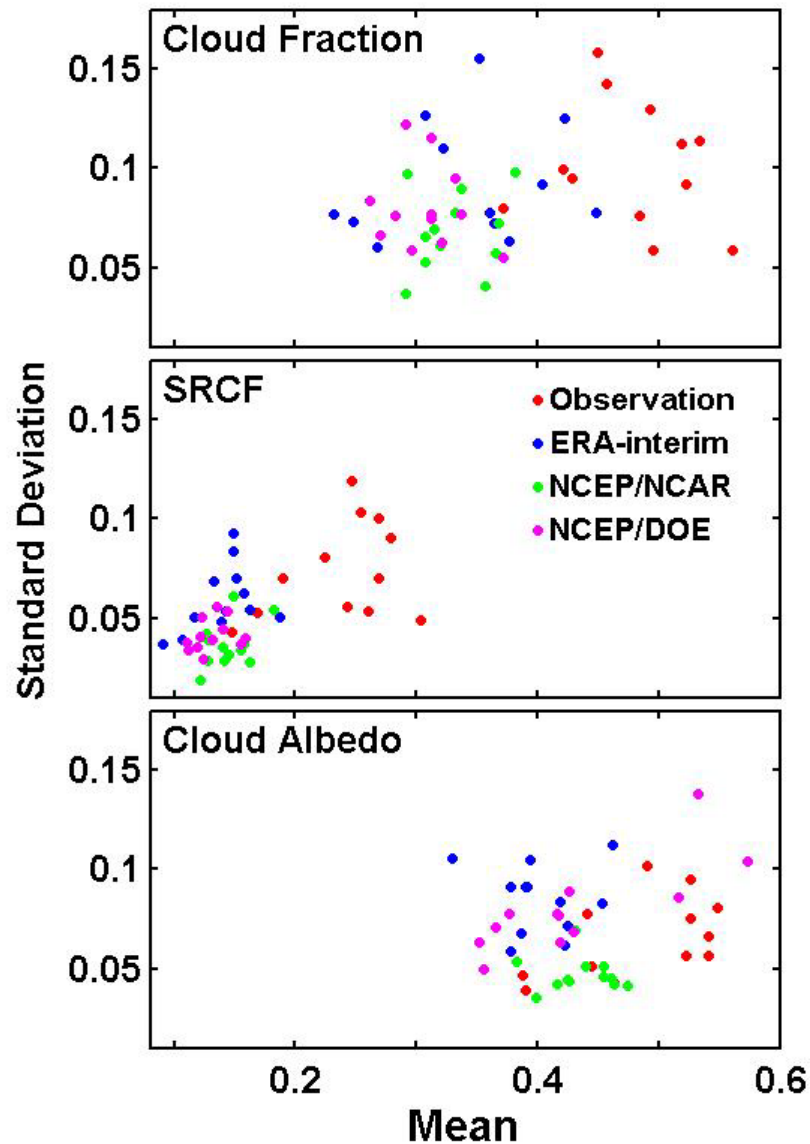 Cloud Fraction
0.15
0.1
0.05
SRCF
Observation
ERA-interim
NCEP/NCAR
NCEP/DOE
0.15
0.1
0.05
Standard Deviation
Cloud Albedo
0.15
0.1
0.05
0.2 0.4 0.6
Mean